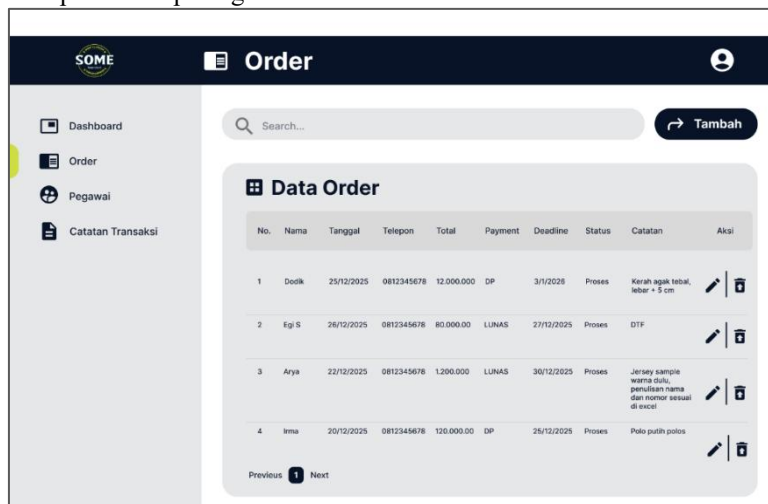 SOME
Order
Dashboard
Order
Pegawai
Catatan Transaksi
Search...
Tambah
Data Order
No. Nama Tanggal Telepon Total Payment Deadline Status Catatan Aksi
1 Dodik 25/12/2025 0812345678 12.000.000 DP 3/1/2026 Proses Kerah agak tebal,
lebar + 5 cm
2 Egi S 26/12/2025 0812345678 80.000.00 LUNAS 27/12/2025 Proses DTF
3 Arya 22/12/2025 0812345678 1.200.000 LUNAS 30/12/2025 Proses Jersey sample
warna dulu,
penulisan nama
dan nomor sesuai
di excel
4 Irma 20/12/2025 0812345678 120.000.00 DP 25/12/2025 Proses Polo putih polos
Previous 1 Next